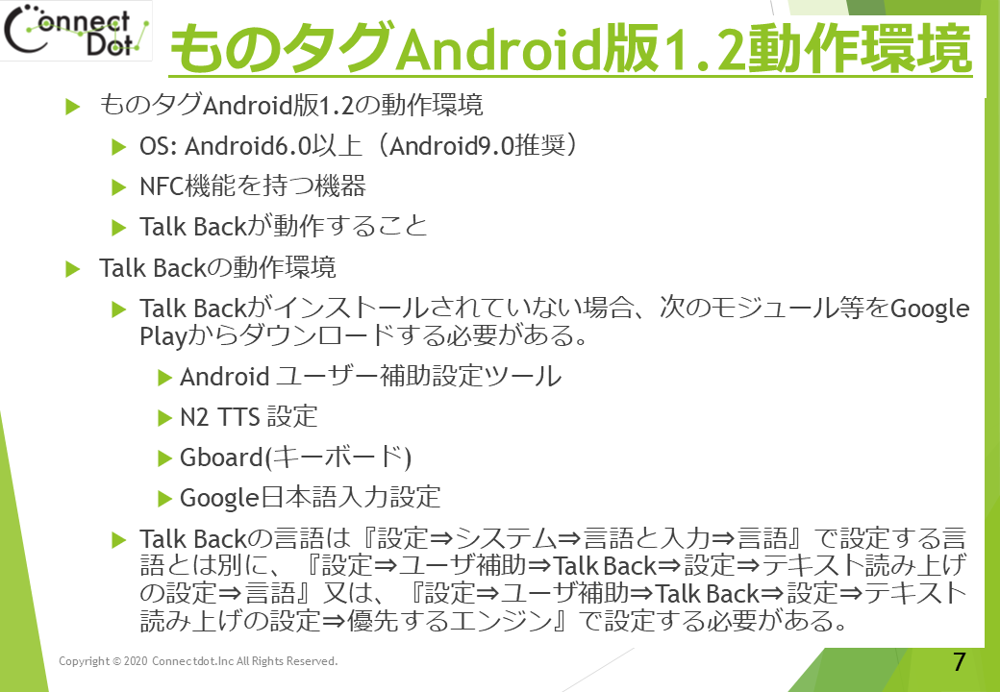 Connect
Dot
ものタグAndroid版1.2動作環境
ものタグAndroid版1.2の動作環境
OS: Android6.0以上（Android9.0推奨）
NFC機能を持つ機器
Talk Backが動作すること
Talk Backの動作環境
Talk Backがインストールされていない場合、次のモジュール等をGoogle
Playからダウンロードする必要がある。
Android ユーザー補助設定ツール
N2 TTS 設定
Gboard(キーボード)
Google日本語入力設定
Talk Backの言語は『設定⇒システム⇒言語と入力⇒言語』で設定する言
語とは別に、『設定⇒ユーザ補助⇒Talk Back⇒設定⇒テキスト読み上げ
の設定⇒言語』又は、『設定⇒ユーザ補助⇒Talk Back⇒設定⇒テキスト
読み上げの設定⇒優先するエンジン』で設定する必要がある。
Copyright © 2020 Connectdot.Inc All Rights Reserved.
7